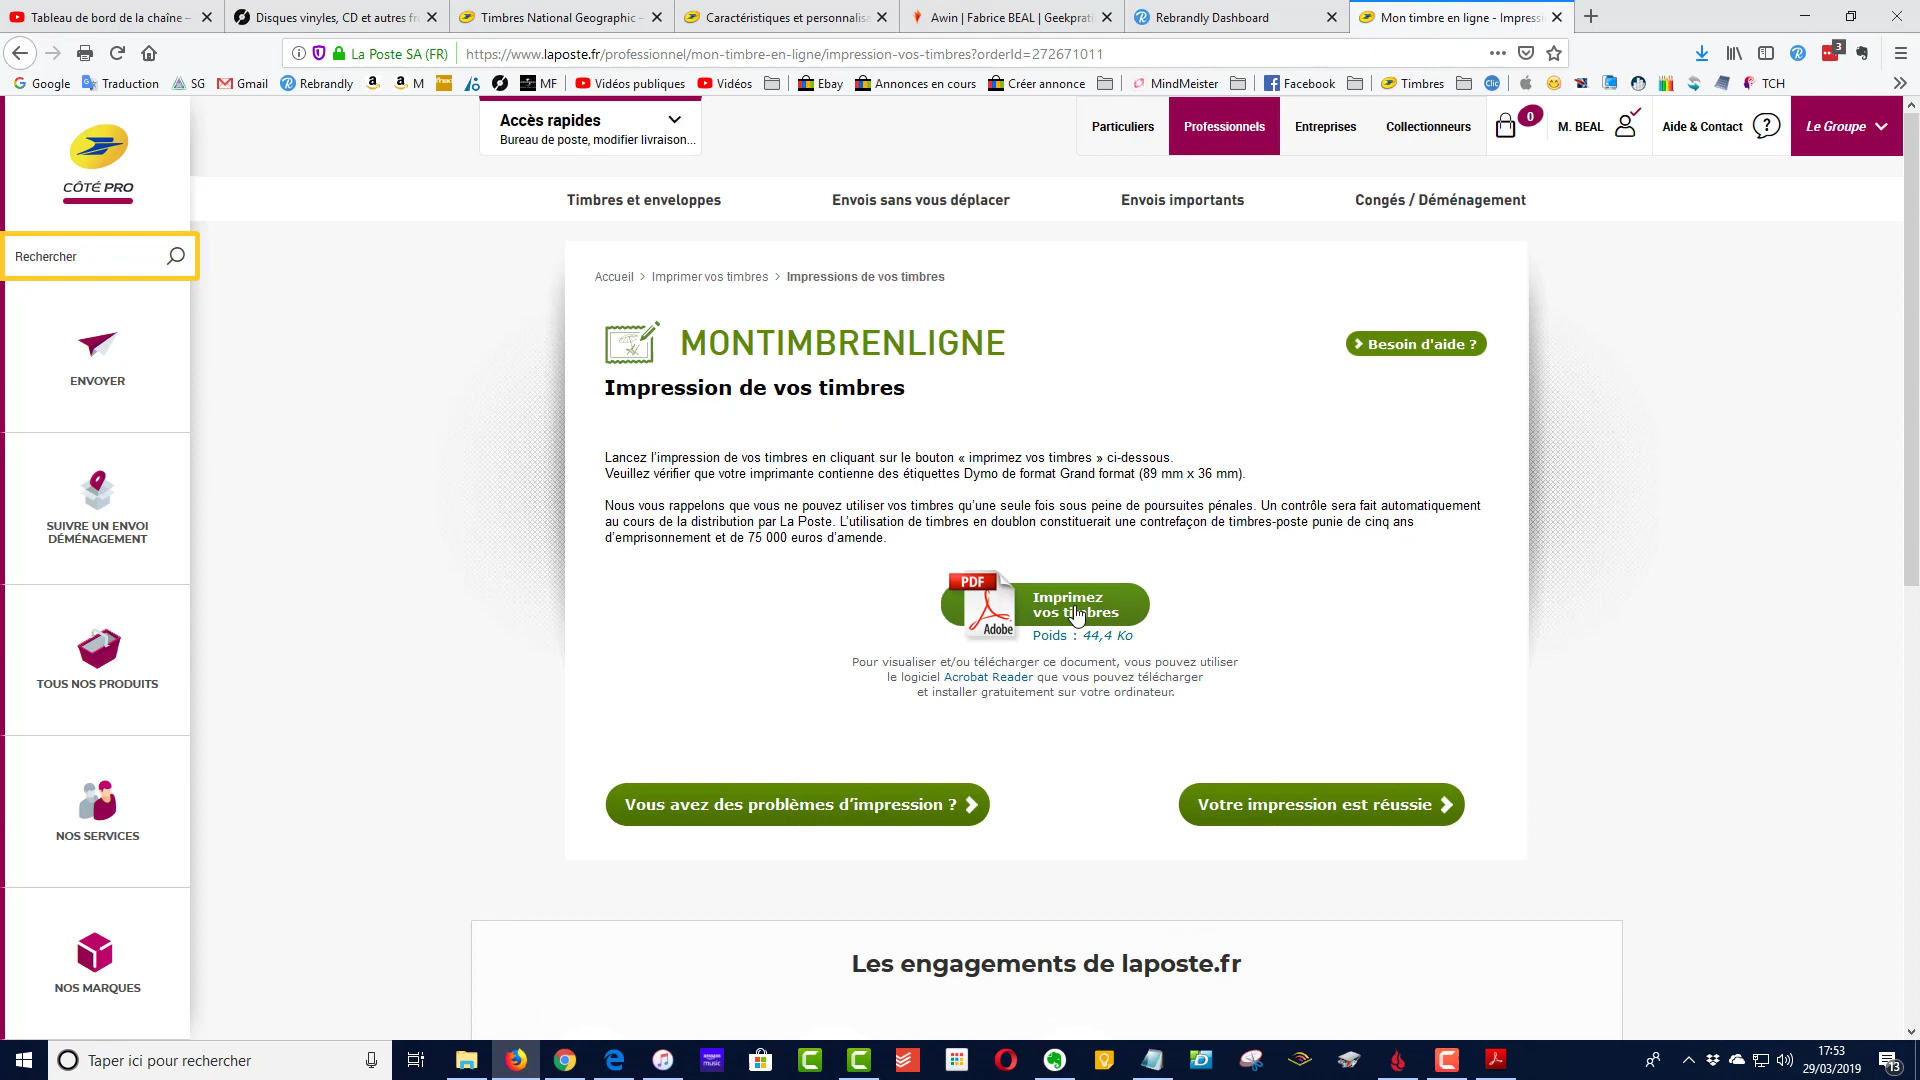 Tableau de bord de la chaîne –
Disques vinyles, CD et autres fr
Timbres National Geographic –
Caractéristiques et personnalisa
Awin | Fabrice BEAL | Geekprati
Rebrandly Dashboard
Mon timbre en ligne - Impress
La Poste SA (FR)
https://www.laposte.fr/professionnel/mon-timbre-en-ligne/impression-vos-timbres?orderId=272671011
3
Google
Traduction
SG
Gmail
Rebrandly
M
MF
Vidéos publiques
Vidéos
Ebay
Annonces en cours
Créer annonce
MindMeister
Facebook
Timbres
TCH
Accès rapides
Bureau de poste, modifier livraison...
Particuliers
Professionnels
Entreprises
Collectionneurs
0
M. BEAL
Aide & Contact
?
Le Groupe
CÔTÉ PRO
Timbres et enveloppes
Envois sans vous déplacer
Envois importants
Congés / Déménagement
Rechercher
ENVOYER
SUIVRE UN ENVOI
DÉMÉNAGEMENT
TOUS NOS PRODUITS
NOS SERVICES
NOS MARQUES
Accueil > Imprimer vos timbres > Impressions de vos timbres
MONTIMBRENLIGNE
Besoin d'aide ?
Impression de vos timbres
Lancez l’impression de vos timbres en cliquant sur le bouton « imprimez vos timbres » ci-dessous.
Veuillez vérifier que votre imprimante contienne des étiquettes Dymo de format Grand format (89 mm x 36 mm).
Nous vous rappelons que vous ne pouvez utiliser vos timbres qu’une seule fois sous peine de poursuites pénales. Un contrôle sera fait automatiquement
au cours de la distribution par La Poste. L’utilisation de timbres en doublon constituerait une contrefaçon de timbres-poste punie de cinq ans
d’emprisonnement et de 75 000 euros d’amende.
PDF
Adobe
Imprimez
vos timbres
Poids : 44,4 Ko
Pour visualiser et/ou télécharger ce document, vous pouvez utiliser
le logiciel Acrobat Reader que vous pouvez télécharger
et installer gratuitement sur votre ordinateur.
Vous avez des problèmes d’impression ?
Votre impression est réussie
Les engagements de laposte.fr
Taper ici pour rechercher
17:53
29/03/2019
13